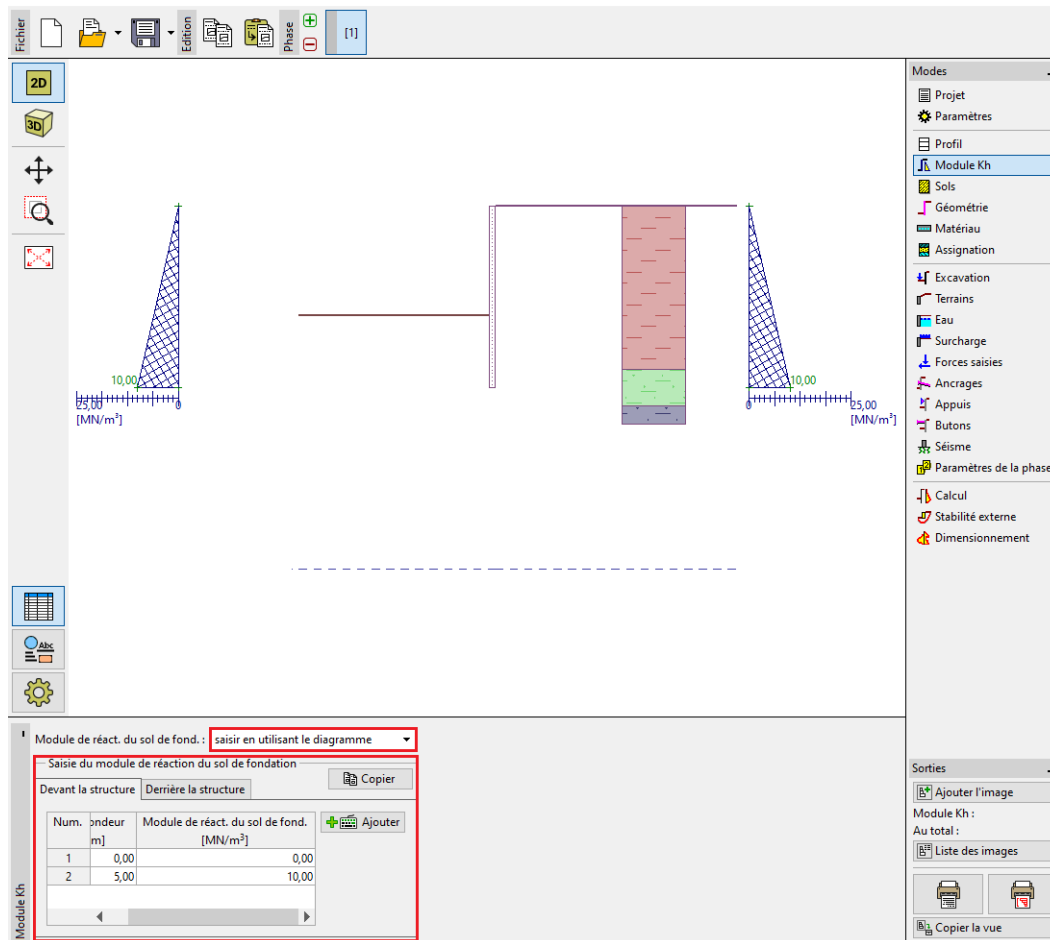 Fichier
Edition
Phase
[1]
2D
3D
Abc
10,00
25,00
0
[MN/m³]
10,00
0
25,00
[MN/m³]
Modes
Projet
Paramètres
Profil
Module Kh
Sols
Géométrie
Matériau
Assignation
Excavation
Terrains
Eau
Surcharge
Forces saisies
Ancrages
Appuis
Butons
Séisme
Paramètres de la phase
Calcul
Stabilité externe
Dimensionnement
Module Kh
Module de réact. du sol de fond. : saisir en utilisant le diagramme
Saisie du module de réaction du sol de fondation
Copier
Devant la structure Derrière la structure
Num. ondeur Module de réact. du sol de fond. Ajouter
m] [MN/m³]
1 0,00 0,00
2 5,00 10,00
Sorties
Ajouter l'image
Module Kh :
Au total :
Liste des images
Copier la vue